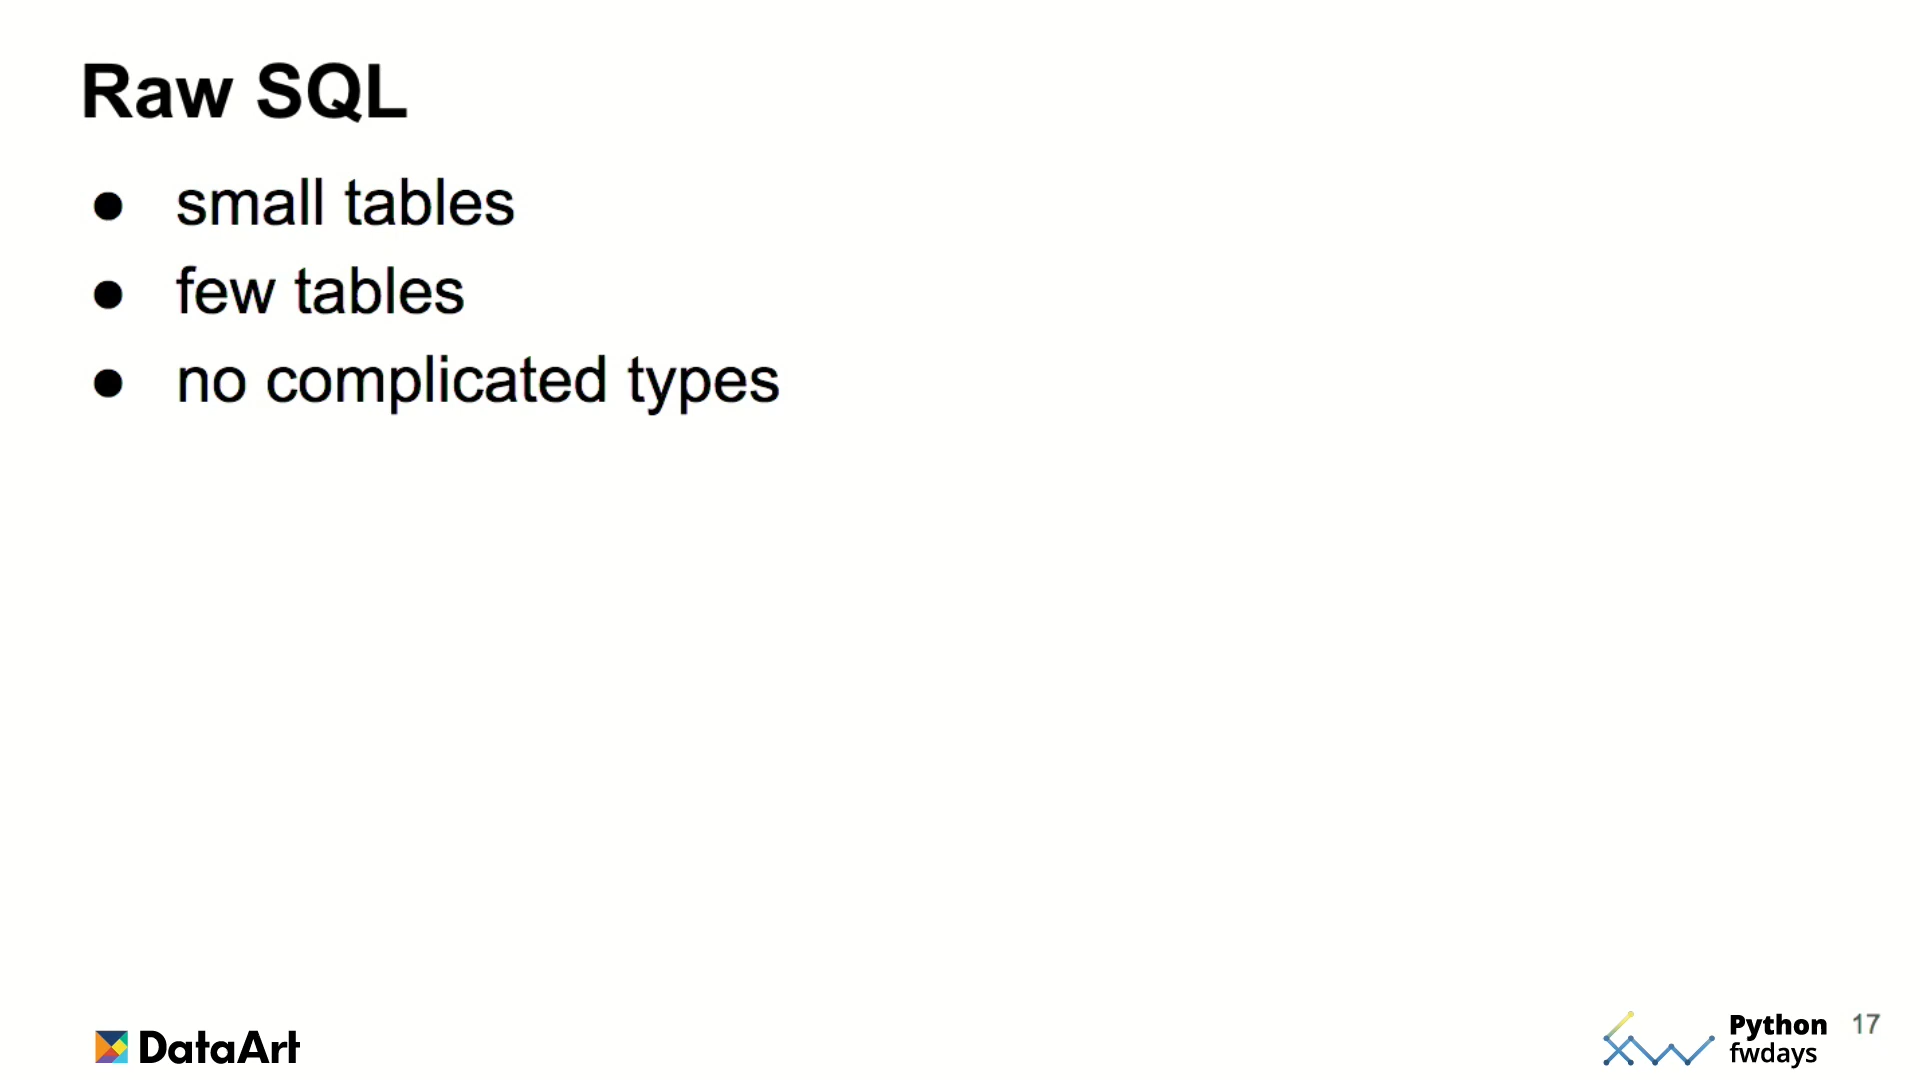 Raw SQL
● small tables
● few tables
● no complicated types
DataArt
Python
fwdays
17